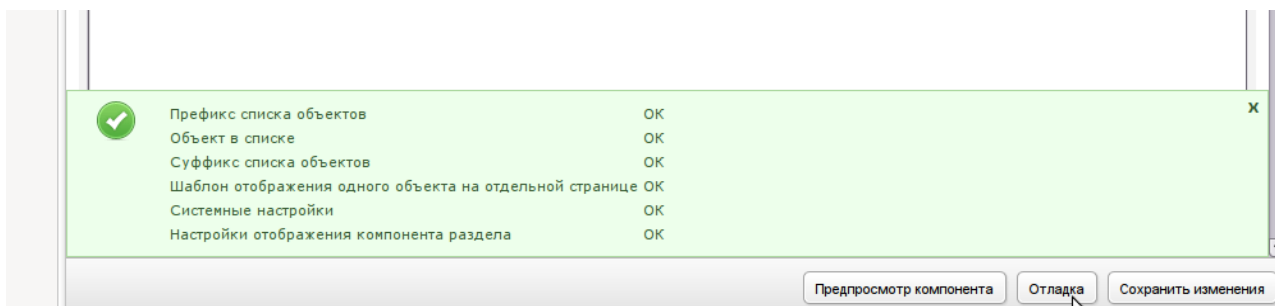 Префикс списка объектов OK X
Объект в списке OK
Суффикс списка объектов OK
Шаблон отображения одного объекта на отдельной странице OK
Системные настройки OK
Настройки отображения компонента раздела OK
Предпросмотр компонента Отладка Сохранить изменения